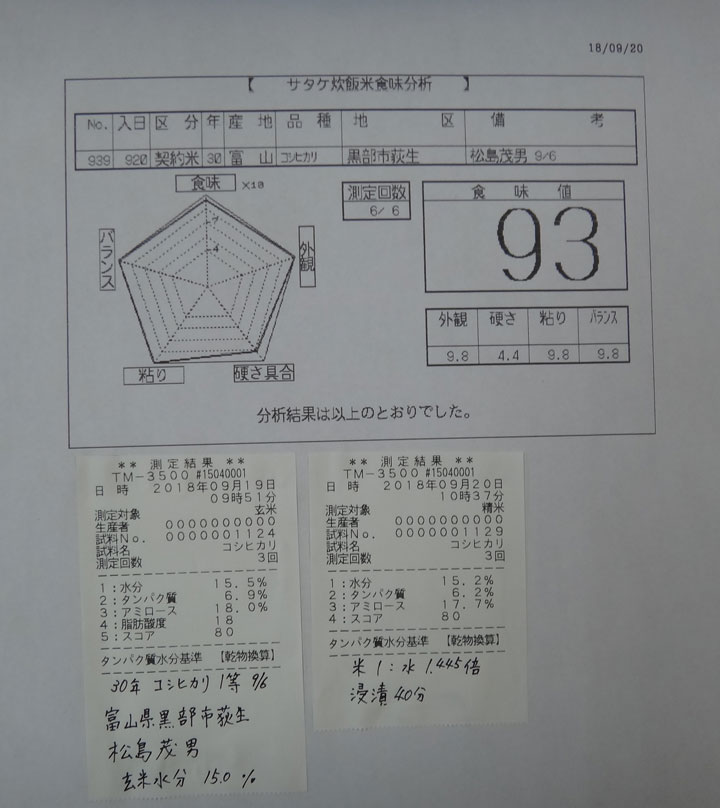 18/09/20
【 サタケ炊飯米食味分析 】
No. 入日 区分 年 産地 品種 地区 備考
939 920 契約米 30 富山 コシヒカリ 黒部市荻生 松島茂男 9/6
食味 ×10
7
4
バランス
外観
粘り
硬さ具合
測定回数
6/ 6
食味値
93
外観 硬さ 粘り バランス
9.8 4.4 9.8 9.8
分析結果は以上のとおりでした。
** 測定結果 **
TM-3500 #15040001
日 時 2018年09月19日
09時51分
測定対象 玄米
生産者 0000000000
試料No. 0000001124
試料名 コシヒカリ
測定回数 3回
1:水分 15.5%
2:タンパク質 6.9%
3:アミロース 18.0%
4:脂肪酸度 18
5:スコア 80
タンパク質水分基準 【乾物換算】
30年 コシヒカリ 1等 9/6
富山県黒部市荻生
松島茂男
玄米水分 15.0 %
** 測定結果 **
TM-3500 #15040001
日 時 2018年09月20日
10時37分
測定対象 精米
生産者 0000000000
試料No. 0000001129
試料名 コシヒカリ
測定回数 3回
1:水分 15.2%
2:タンパク質 6.2%
3:アミロース 17.7%
4:スコア 80
タンパク質水分基準 【乾物換算】
米1:水1.445倍
浸漬40分